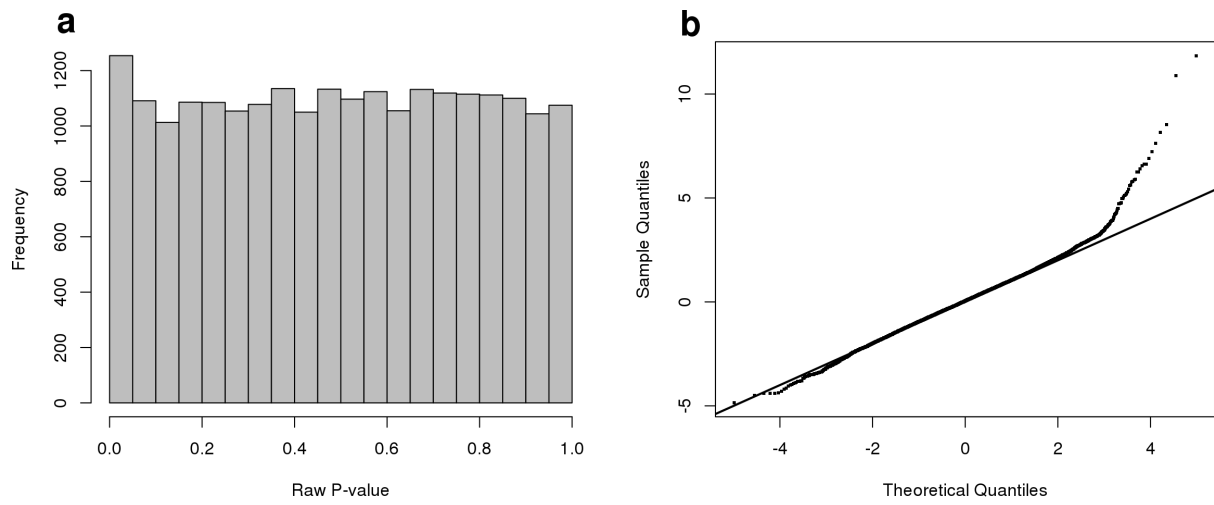 a
Frequency
0
200
400
600
800
1000
1200
0.0 0.2 0.4 0.6 0.8 1.0
Raw P-value
b
Sample Quantiles
-5
0
5
10
-4 -2 0 2 4
Theoretical Quantiles